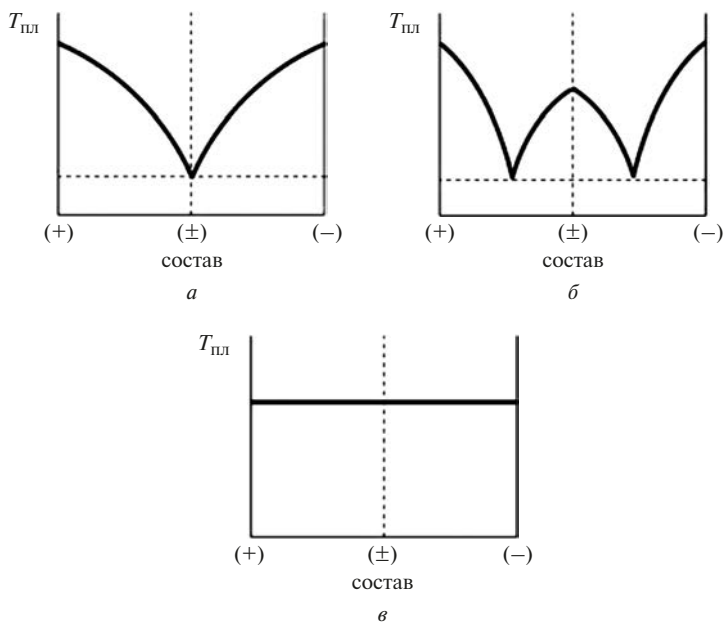 Tпл
(+) (±) (−)
состав
а
Tпл
(+) (±) (−)
состав
б
Tпл
(+) (±) (−)
состав
в